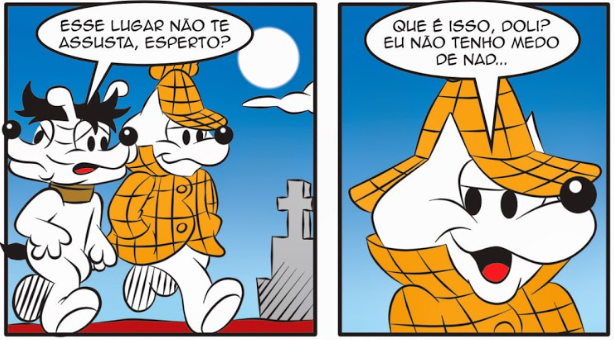 ESSE LUGAR NÃO TE
ASSUSTA, ESPERTO?
QUE É ISSO, DOLI?
EU NÃO TENHO MEDO
DE NAD...